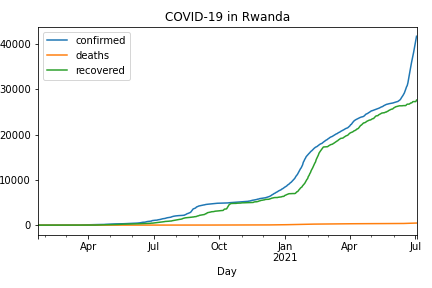 COVID-19 in Rwanda
confirmed
deaths
recovered
40000
30000
20000
10000
0
Apr Jul Oct Jan Apr Jul
2021
Day